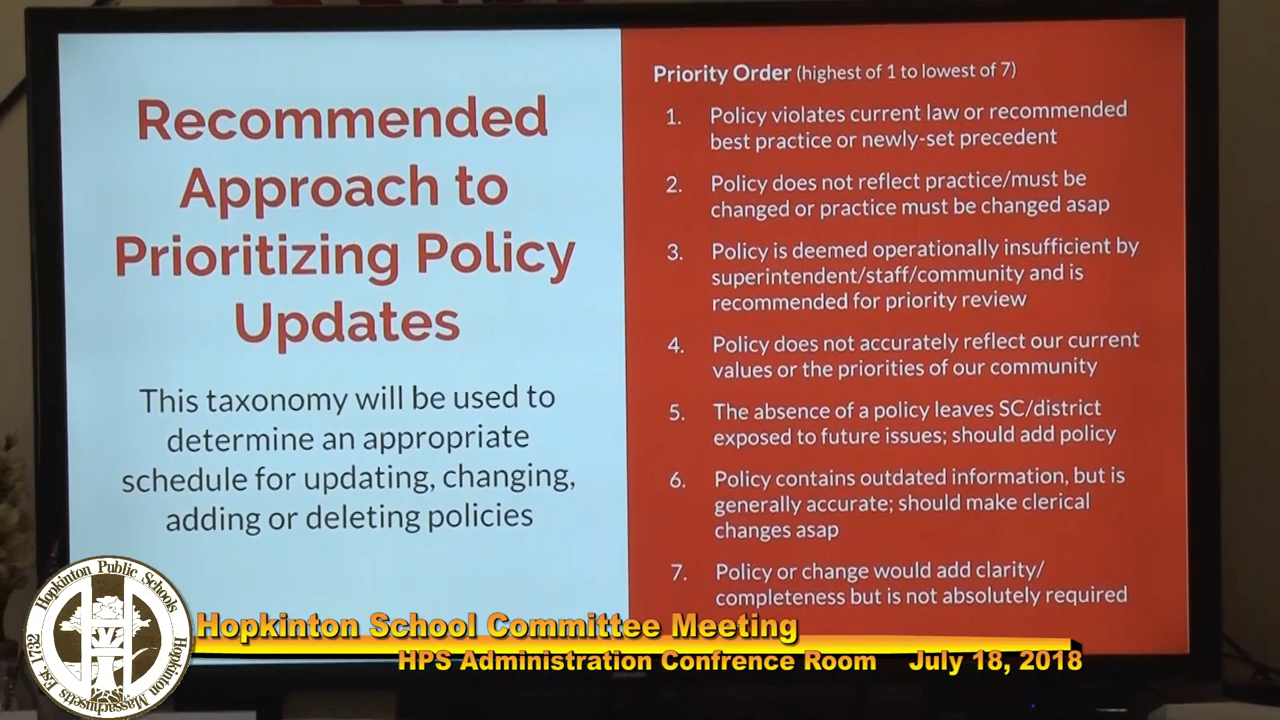 Recommended
Approach to
Prioritizing Policy
Updates
This taxonomy will be used to
determine an appropriate
schedule for updating, changing,
adding or deleting policies
Priority Order (highest of 1 to lowest of 7)
1. Policy violates current law or recommended
best practice or newly-set precedent
2. Policy does not reflect practice/must be
changed or practice must be changed asap
3. Policy is deemed operationally insufficient by
superintendent/staff/community and is
recommended for priority review
4. Policy does not accurately reflect our current
values or the priorities of our community
5. The absence of a policy leaves SC/district
exposed to future issues; should add policy
6. Policy contains outdated information, but is
generally accurate; should make clerical
changes asap
7. Policy or change would add clarity/
completeness but is not absolutely required
Hopkinton Public Schools
Hopkinton Massachusetts Est. 1732
H
Hopkinton School Committee Meeting
HPS Administration Confrence Room July 18, 2018